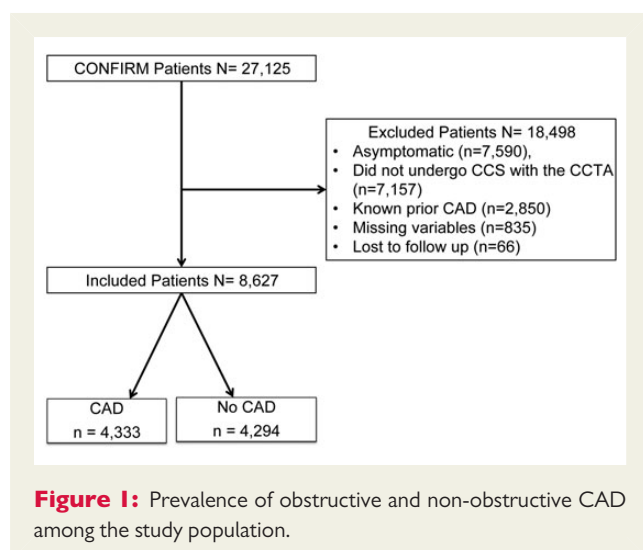 CONFIRM Patients N= 27,125
Excluded Patients N= 18,498
• Asymptomatic (n=7,590),
• Did not undergo CCS with the CCTA
(n=7,157)
• Known prior CAD (n=2,850)
• Missing variables (n=835)
• Lost to follow up (n=66)
Included Patients N= 8,627
CAD
n = 4,333
No CAD
n = 4,294
Figure 1: Prevalence of obstructive and non-obstructive CAD
among the study population.